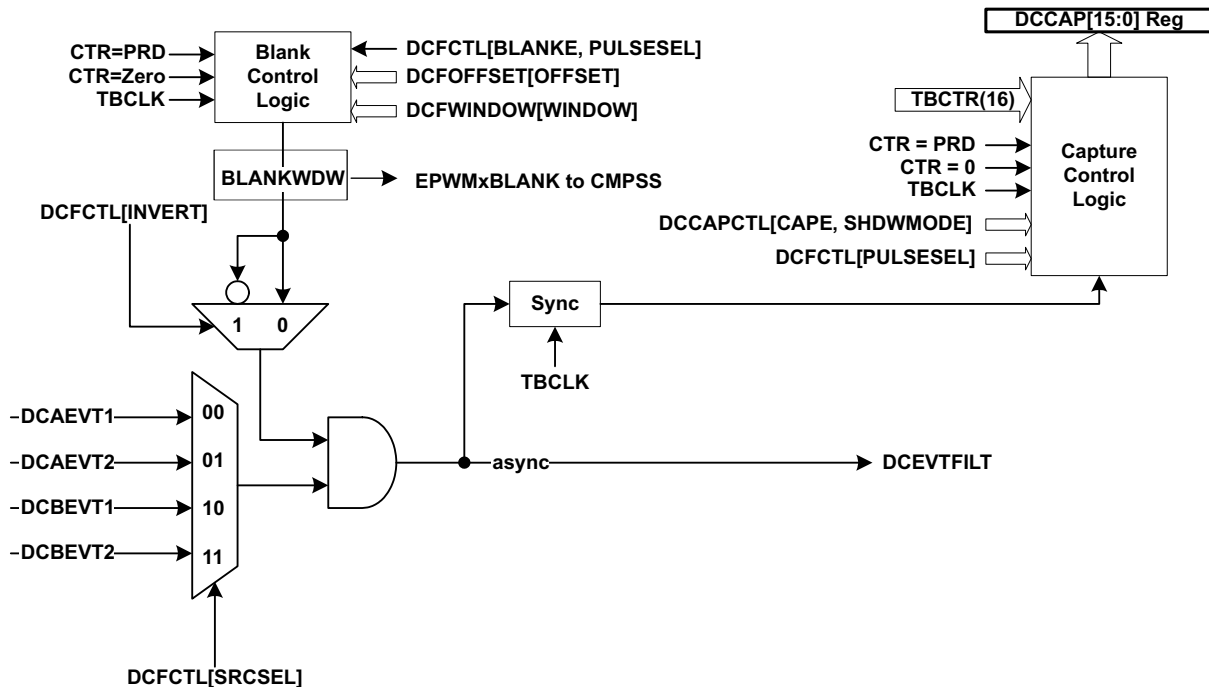 DCCAP[15:0] Reg
CTR=PRD
CTR=Zero
TBCLK
Blank
Control
Logic
DCFCTL[BLANKE, PULSESEL]
DCFOFFSET[OFFSET]
DCFWINDOW[WINDOW]
TBCTR(16)
CTR = PRD
CTR = 0
TBCLK
DCCAPCTL[CAPE, SHDWMODE]
DCFCTL[PULSESEL]
Capture
Control
Logic
BLANKWDW
EPWMxBLANK to CMPSS
DCFCTL[INVERT]
1 0
Sync
TBCLK
DCAEVT1
DCAEVT2
DCBEVT1
DCBEVT2
00
01
10
11
async
DCEVTFILT
DCFCTL[SRCSEL]